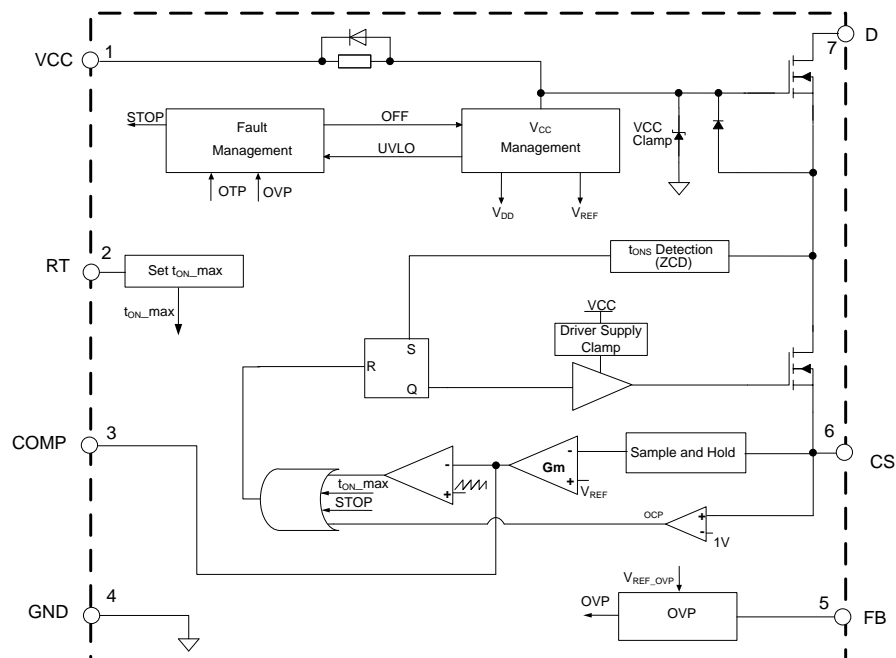 1
VCC
7
D
STOP
Fault
Management
OFF
UVLO
VCC
Management
VCC
Clamp
OTP
OVP
VDD
VREF
2
RT
Set tON_max
tON_max
tONS Detection
(ZCD)
VCC
Driver Supply
Clamp
S
R
Q
3
COMP
6
CS
Sample and Hold
-
Gm
+
VREF
-
+
tON_max
STOP
OCP
+
-
1V
4
GND
VREF_OVP
OVP
OVP
5
FB